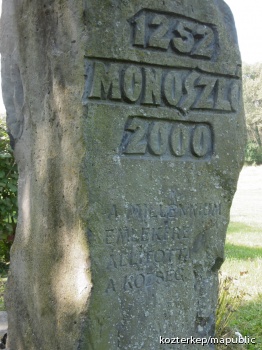 1252
MONOSZLÓ
2000
A MILLENNIUM
EMLÉKÉRE
ÁLLÍTOTTA
A KÖZSÉG
kozterkep/mapublic